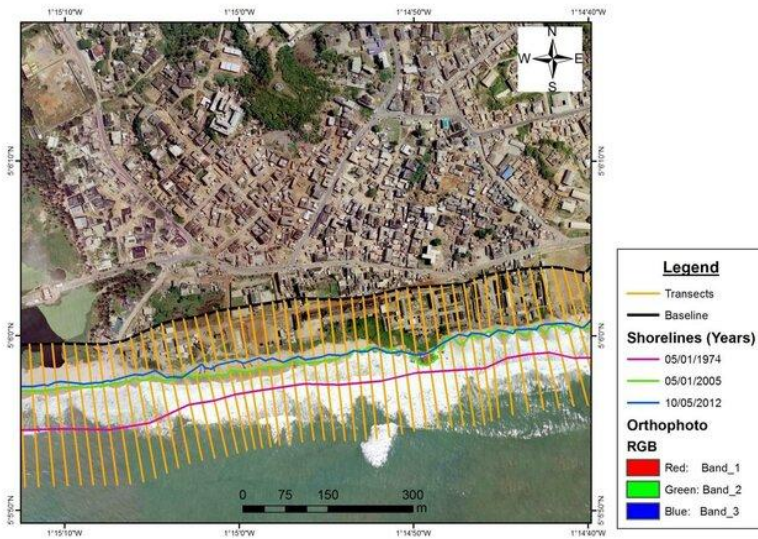 1°15'10"W 1°15'0"W 1°14'50"W 1°14'40"W
N
W E
S
5°6'10"N 5°6'10"N
5°6'0"N 5°6'0"N
5°5'50"N 5°5'50"N
0 75 150 300
m
1°15'10"W 1°15'0"W 1°14'50"W 1°14'40"W
Legend
Transects
Baseline
Shorelines (Years)
05/01/1974
05/01/2005
10/05/2012
Orthophoto
RGB
Red: Band_1
Green: Band_2
Blue: Band_3